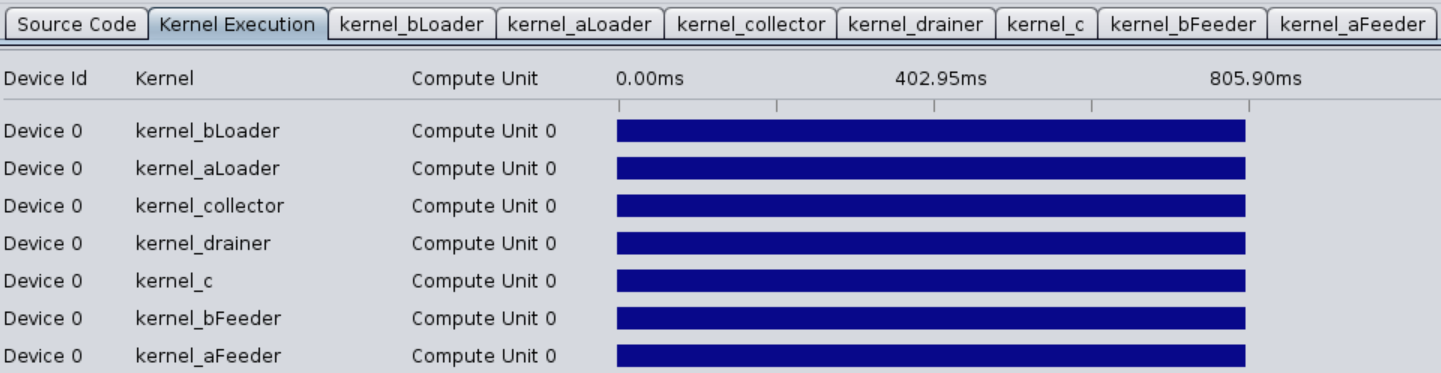 Source Code Kernel Execution kernel_bLoader kernel_aLoader kernel_collector kernel_drainer kernel_c kernel_bFeeder kernel_aFeeder
Device Id Kernel Compute Unit 0.00ms 402.95ms 805.90ms
Device 0 kernel_bLoader Compute Unit 0
Device 0 kernel_aLoader Compute Unit 0
Device 0 kernel_collector Compute Unit 0
Device 0 kernel_drainer Compute Unit 0
Device 0 kernel_c Compute Unit 0
Device 0 kernel_bFeeder Compute Unit 0
Device 0 kernel_aFeeder Compute Unit 0